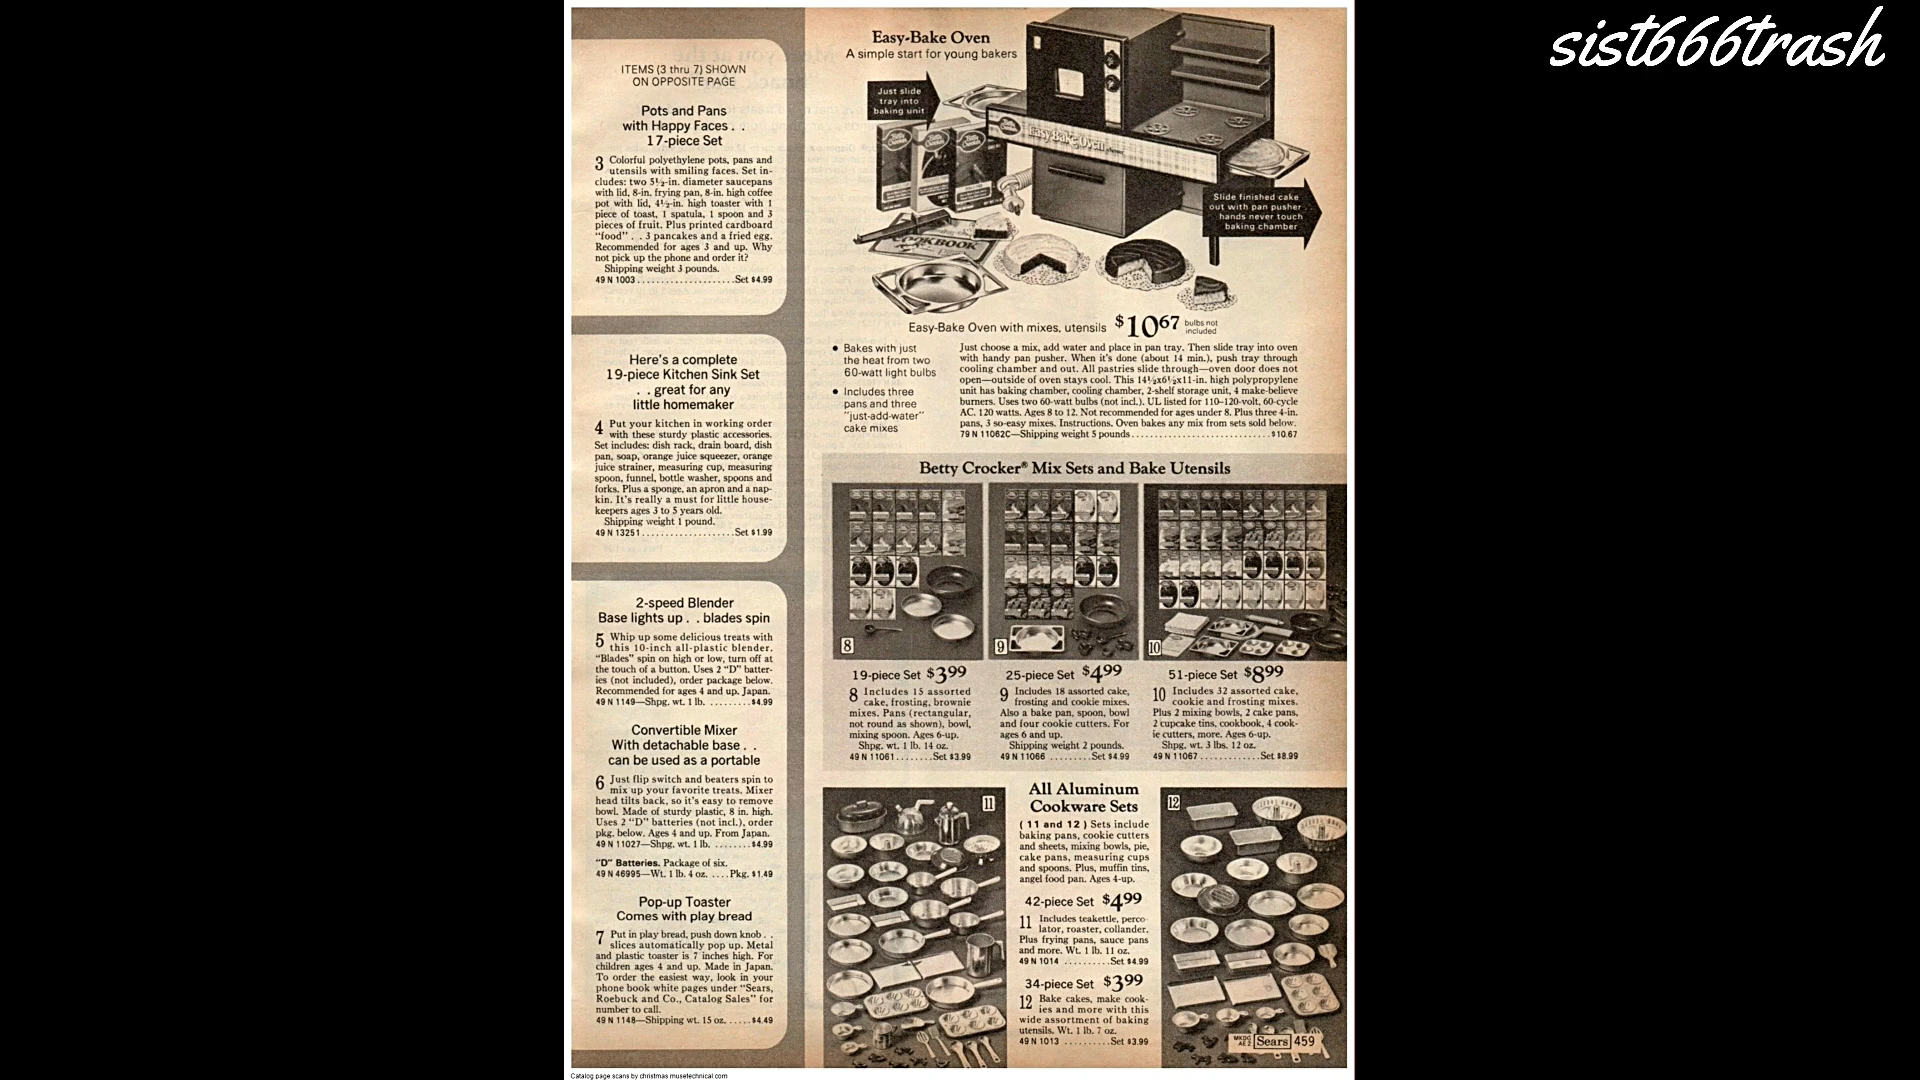 sist666trash
ITEMS (3 thru 7) SHOWN
ON OPPOSITE PAGE
Pots and Pans
with Happy Faces . .
17-piece Set
3 Colorful polyethylene pots, pans and
utensils with smiling faces. Set in-
cludes: two 5½-in. diameter saucepans
with lid, 8-in. frying pan, 8-in. high coffee
pot with lid, 4½-in. high toaster with 1
piece of toast, 1 spatula, 1 spoon and 3
pieces of fruit. Plus printed cardboard
"food" . . 3 pancakes and a fried egg.
Recommended for ages 3 and up. Why
not pick up the phone and order it?
Shipping weight 3 pounds.
49 N 1003......................Set $4.99
Here's a complete
19-piece Kitchen Sink Set
. . great for any
little homemaker
4 Put your kitchen in working order
with these sturdy plastic accessories.
Set includes: dish rack, drain board, dish
pan, soap, orange juice squeezer, orange
juice strainer, measuring cup, measuring
spoon, funnel, bottle washer, spoons and
forks. Plus a sponge, an apron and a nap-
kin. It's really a must for little house-
keepers ages 3 to 5 years old.
Shipping weight 1 pound.
49 N 13251....................Set $1.99
2-speed Blender
Base lights up . . blades spin
5 Whip up some delicious treats with
this 10-inch all-plastic blender.
"Blades" spin on high or low, turn off at
the touch of a button. Uses 2 "D" batter-
ies (not included), order package below.
Recommended for ages 4 and up. Japan.
49 N 1149—Shpg. wt. 1 lb. .........$4.99
Convertible Mixer
With detachable base . .
can be used as a portable
6 Just flip switch and beaters spin to
mix up your favorite treats. Mixer
head tilts back, so it's easy to remove
bowl. Made of sturdy plastic, 8 in. high.
Uses 2 "D" batteries (not incl.), order
pkg. below. Ages 4 and up. From Japan.
49 N 11027—Shpg. wt. 1 lb. ........$4.99
"D" Batteries. Package of six.
49 N 46995—Wt. 1 lb. 4 oz. ....Pkg. $1.49
Pop-up Toaster
Comes with play bread
7 Put in play bread, push down knob . .
slices automatically pop up. Metal
and plastic toaster is 7 inches high. For
children ages 4 and up. Made in Japan.
To order the easiest way, look in your
phone book white pages under "Sears,
Roebuck and Co., Catalog Sales" for
number to call.
49 N 1148—Shipping wt. 15 oz. ......$4.49
Easy-Bake Oven
A simple start for young bakers
Just slide
tray into
baking unit
Betty Crocker
Easy-Bake Oven
COOKBOOK
Slide finished cake
out with pan pusher . .
hands never touch
baking chamber
Easy-Bake Oven with mixes, utensils $10 67 bulbs not
included
• Bakes with just
the heat from two
60-watt light bulbs
• Includes three
pans and three
"just-add-water"
cake mixes
Just choose a mix, add water and place in pan tray. Then slide tray into oven
with handy pan pusher. When it's done (about 14 min.), push tray through
cooling chamber and out. All pastries slide through—oven door does not
open—outside of oven stays cool. This 14½x6½x11-in. high polypropylene
unit has baking chamber, cooling chamber, 2-shelf storage unit, 4 make-believe
burners. Uses two 60-watt bulbs (not incl.). UL listed for 110-120-volt, 60-cycle
AC. 120 watts. Ages 8 to 12. Not recommended for ages under 8. Plus three 4-in.
pans, 3 so-easy mixes. Instructions. Oven bakes any mix from sets sold below.
79 N 11062C—Shipping weight 5 pounds............................$10.67
Betty Crocker® Mix Sets and Bake Utensils
8
9
10
19-piece Set $3 99
8 Includes 15 assorted
cake, frosting, brownie
mixes. Pans (rectangular,
not round as shown), bowl,
mixing spoon. Ages 6-up.
Shpg. wt. 1 lb. 14 oz.
49 N 11061........Set $3.99
25-piece Set $4 99
9 Includes 18 assorted cake,
frosting and cookie mixes.
Also a bake pan, spoon, bowl
and four cookie cutters. For
ages 6 and up.
Shipping weight 2 pounds.
49 N 11066 .........Set $4.99
51-piece Set $8 99
10 Includes 32 assorted cake,
cookie and frosting mixes.
Plus 2 mixing bowls, 2 cake pans,
2 cupcake tins, cookbook, 4 cook-
ie cutters, more. Ages 6-up.
Shpg. wt. 3 lbs. 12 oz.
49 N 11067.............Set $8.99
11
All Aluminum
Cookware Sets
(11 and 12) Sets include
baking pans, cookie cutters
and sheets, mixing bowls, pie,
cake pans, measuring cups
and spoons. Plus, muffin tins,
angel food pan. Ages 4-up.
42-piece Set $4 99
11 Includes teakettle, perco-
lator, roaster, collander.
Plus frying pans, sauce pans
and more. Wt. 1 lb. 11 oz.
49 N 1014 ..........Set $4.99
34-piece Set $3 99
12 Bake cakes, make cook-
ies and more with this
wide assortment of baking
utensils. Wt. 1 lb. 7 oz.
49 N 1013 ..........Set $3.99
12
MKDG
AE 2 Sears 459
Catalog page scans by christmas.musetechnical.com